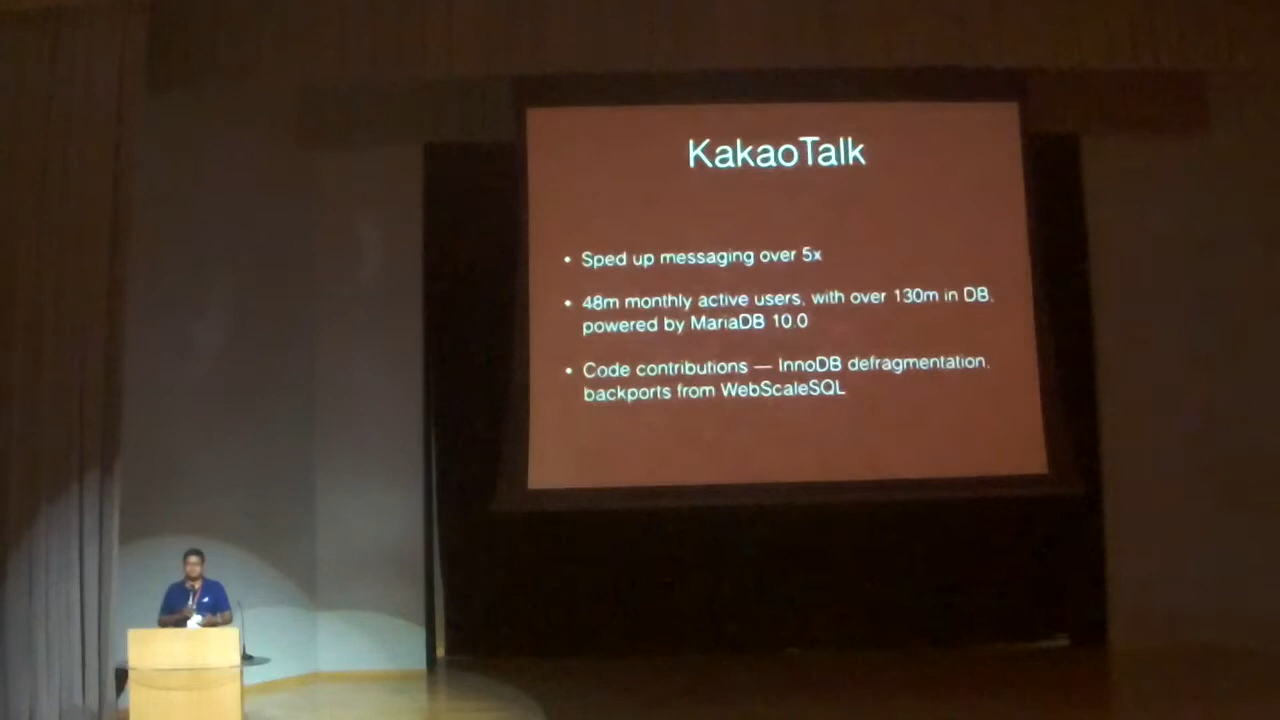 KakaoTalk
• Sped up messaging over 5x
• 48m monthly active users, with over 130m in DB,
powered by MariaDB 10.0
• Code contributions — InnoDB defragmentation,
backports from WebScaleSQL